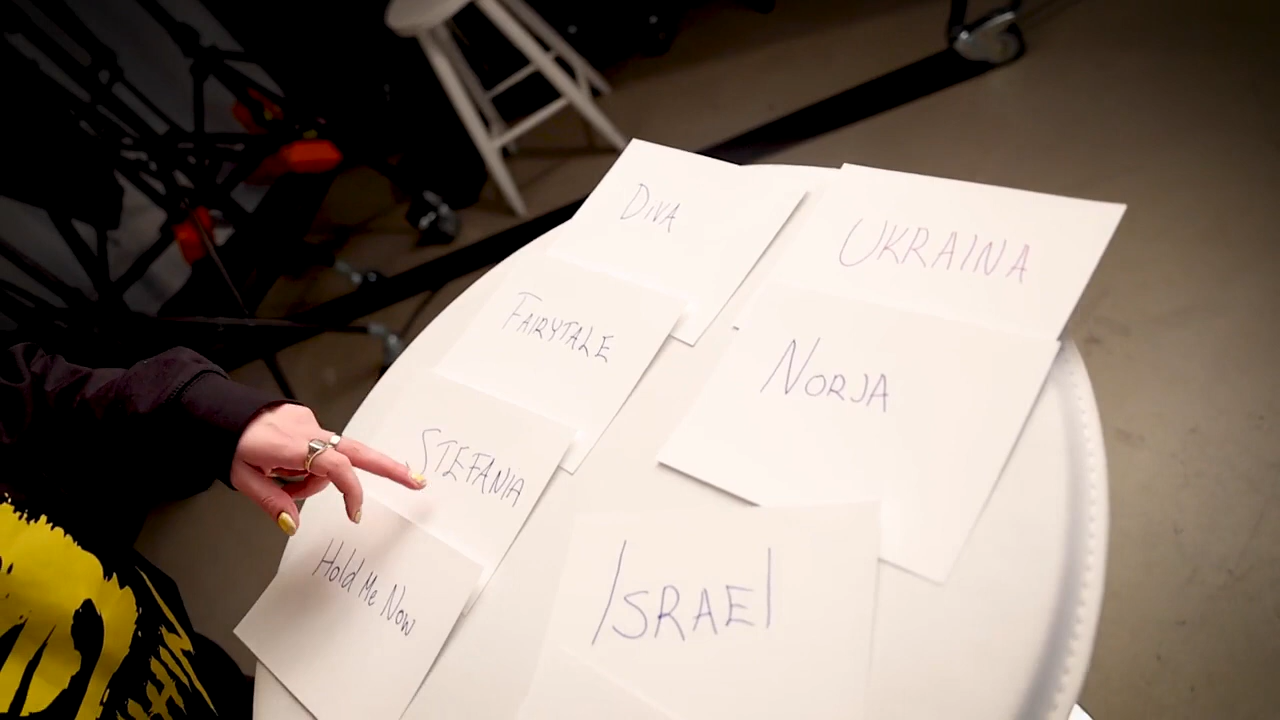 DIVA
UKRAINA
FAIRYTALE
NORJA
STEFANIA
Hold Me Now
ISRAEL